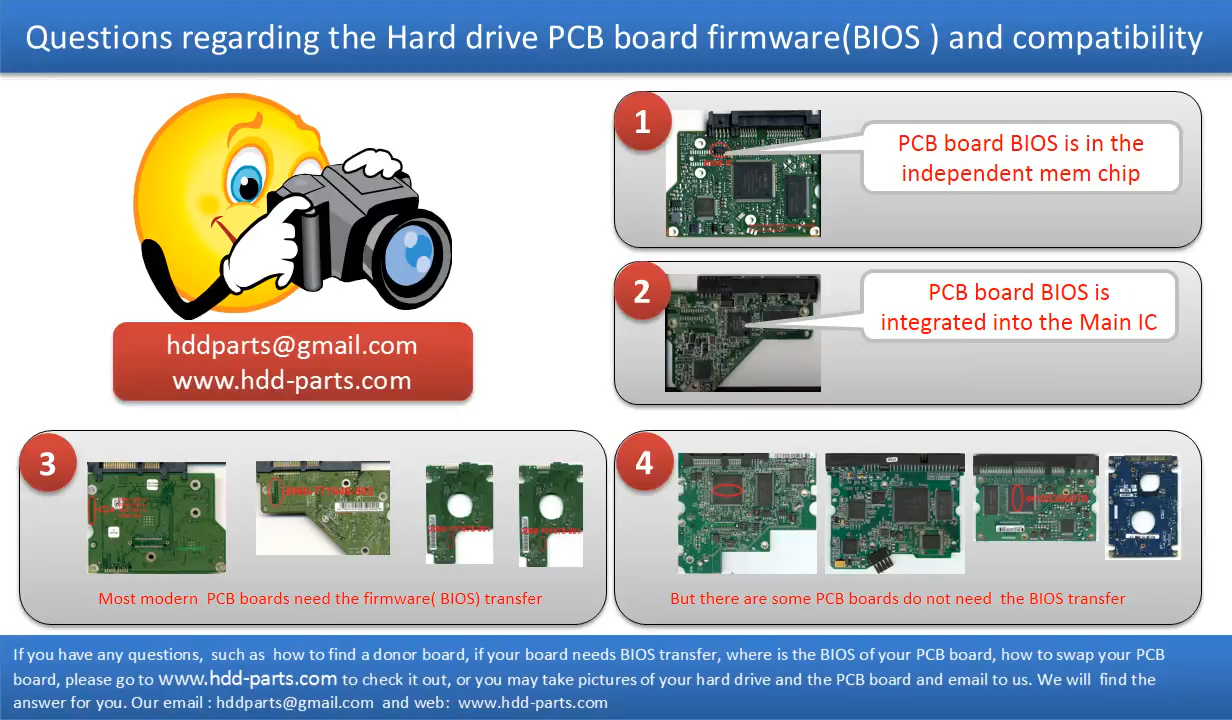 Questions regarding the Hard drive PCB board firmware(BIOS ) and compatibility
hddparts@gmail.com
www.hdd-parts.com
1
PCB board BIOS is in the
independent mem chip
2
PCB board BIOS is
integrated into the Main IC
3
Most modern PCB boards need the firmware( BIOS) transfer
4
But there are some PCB boards do not need the BIOS transfer
If you have any questions, such as how to find a donor board, if your board needs BIOS transfer, where is the BIOS of your PCB board, how to swap your PCB
board, please go to www.hdd-parts.com to check it out, or you may take pictures of your hard drive and the PCB board and email to us. We will find the
answer for you. Our email : hddparts@gmail.com and web: www.hdd-parts.com